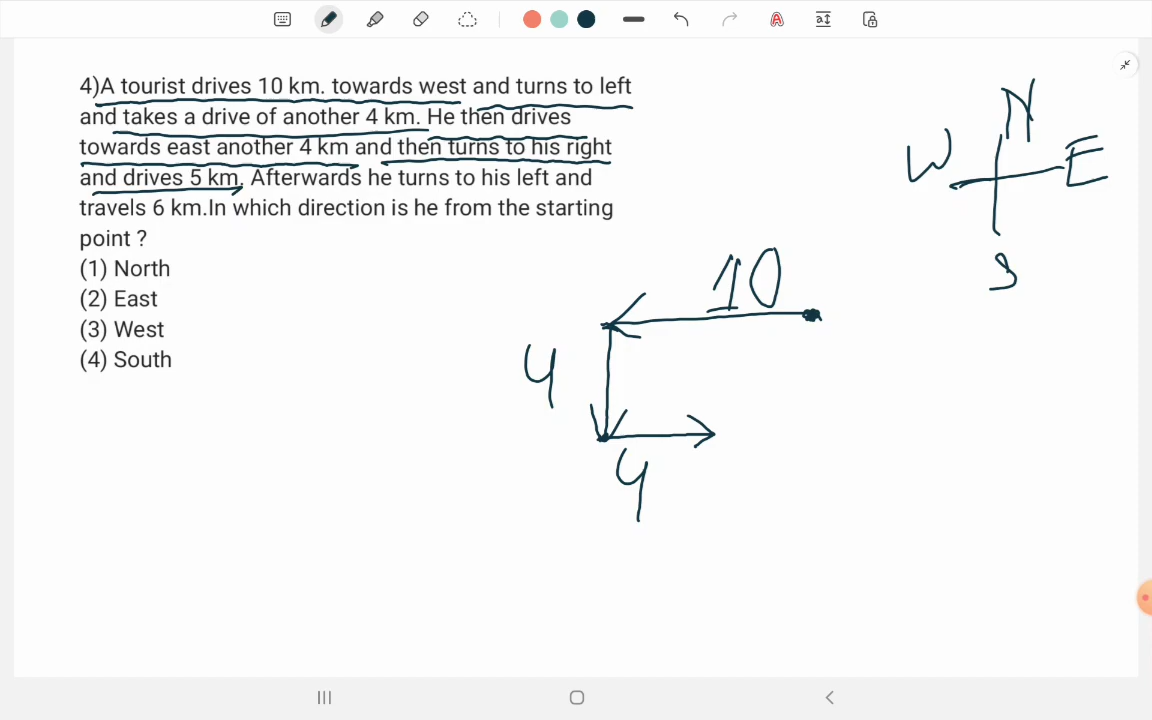 4)A tourist drives 10 km. towards west and turns to left
and takes a drive of another 4 km. He then drives
towards east another 4 km and then turns to his right
and drives 5 km. Afterwards he turns to his left and
travels 6 km.In which direction is he from the starting
point ?
(1) North
(2) East
(3) West
(4) South
N
W E
S
10
4
4